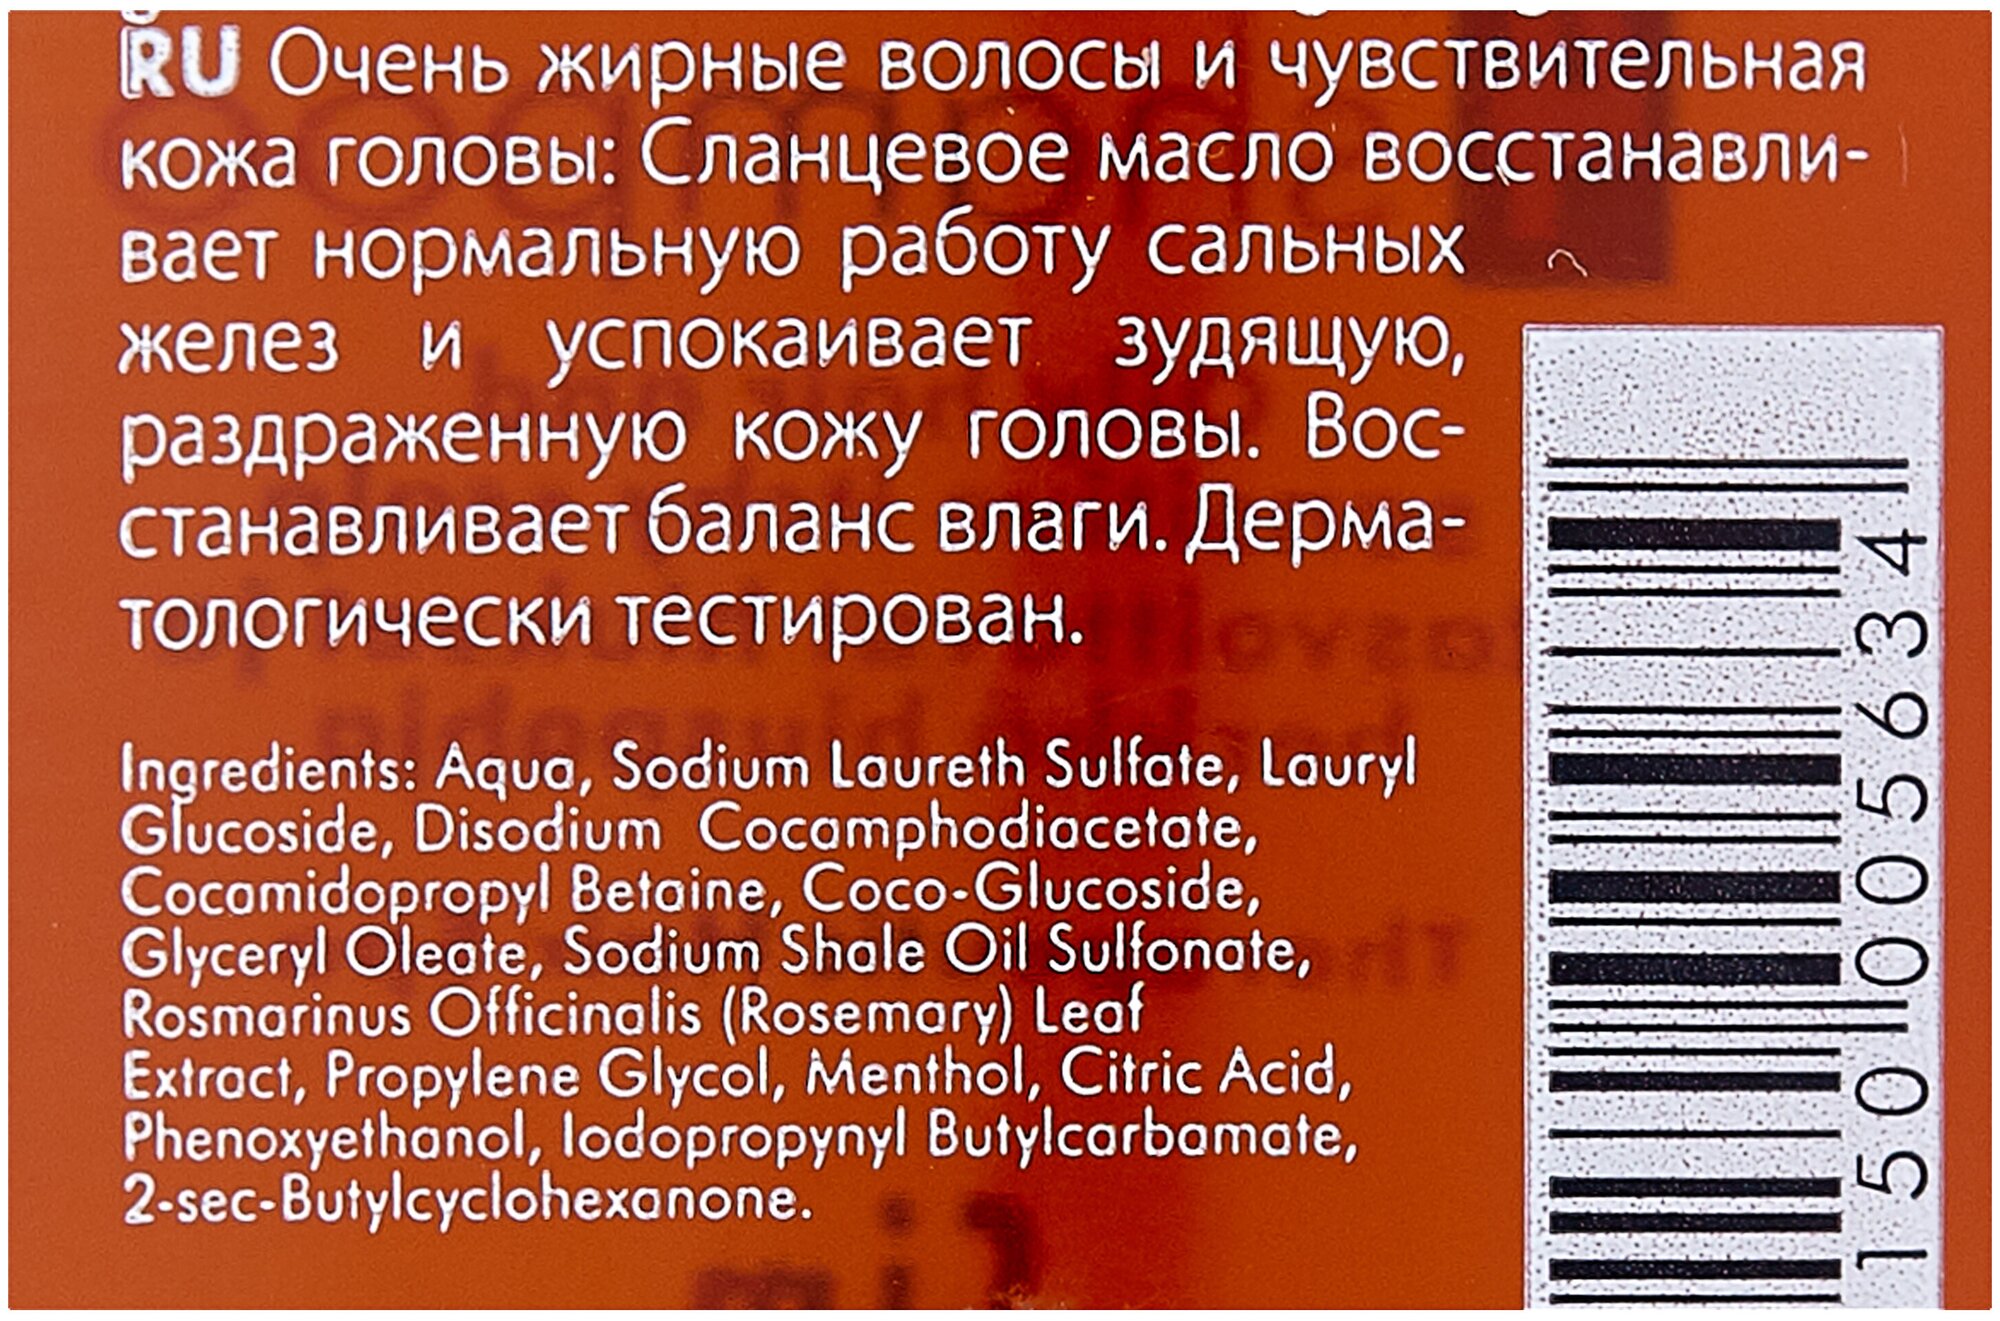 RU Очень жирные волосы и чувствительная
кожа головы: Сланцевое масло восстанавли-
вает нормальную работу сальных
желез и успокаивает зудящую,
раздраженную кожу головы. Вос-
станавливает баланс влаги. Дерма-
тологически тестирован.
Ingredients: Aqua, Sodium Laureth Sulfate, Lauryl
Glucoside, Disodium Cocamphodiacetate,
Cocamidopropyl Betaine, Coco-Glucoside,
Glyceryl Oleate, Sodium Shale Oil Sulfonate,
Rosmarinus Officinalis (Rosemary) Leaf
Extract, Propylene Glycol, Menthol, Citric Acid,
Phenoxyethanol, Iodopropynyl Butylcarbamate,
2-sec-Butylcyclohexanone.
150005634